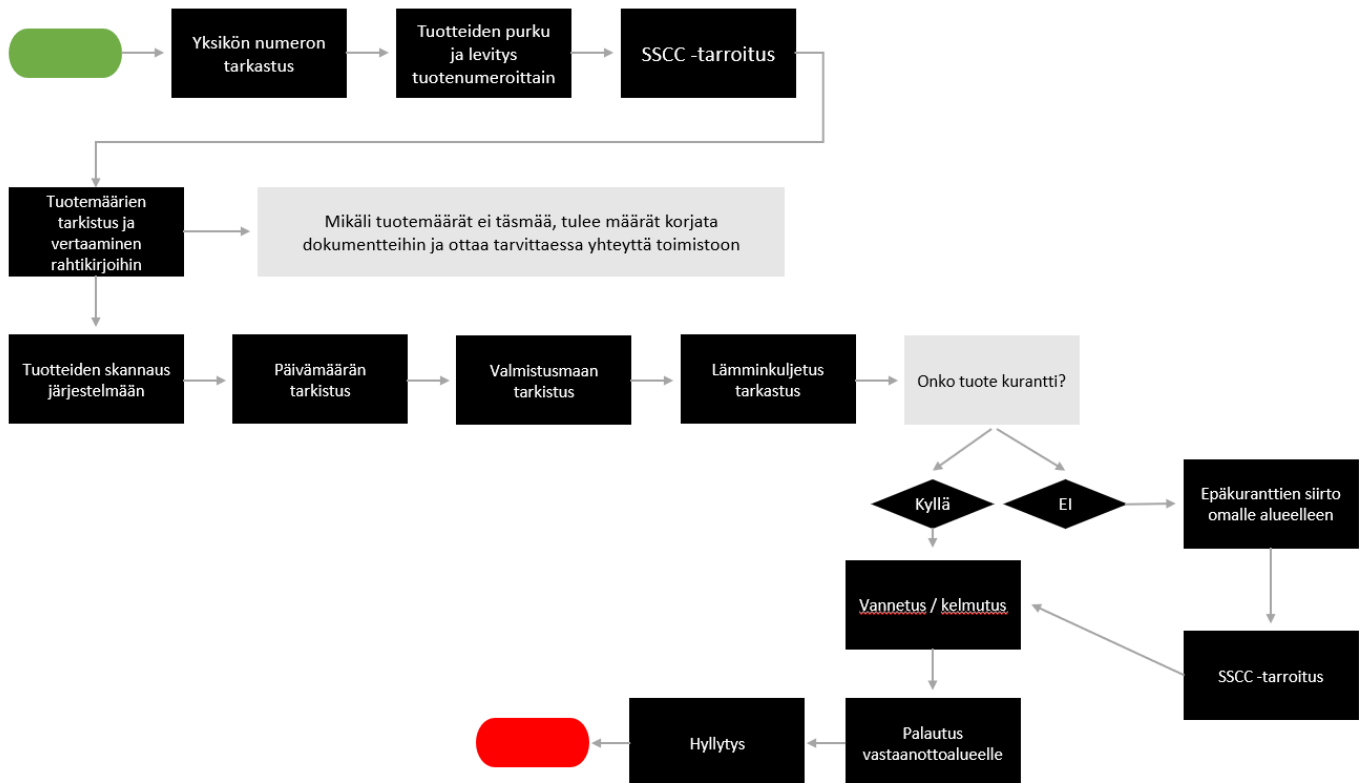 Yksikön numeron
tarkastus
Tuotteiden purku
ja levitys
tuotenumeroittain
SSCC -tarroitus
Tuotemäärien
tarkistus ja
vertaaminen
rahtikirjoihin
Mikäli tuotemäärät ei täsmää, tulee määrät korjata
dokumentteihin ja ottaa tarvittaessa yhteyttä toimistoon
Tuotteiden skannaus
järjestelmään
Päivämäärän
tarkistus
Valmistusmaan
tarkistus
Lämminkuljetus
tarkastus
Onko tuote kurantti?
Kyllä
EI
Epäkuranttien siirto
omalle alueelleen
Vannetus / kelmutus
SSCC -tarroitus
Hyllytys
Palautus
vastaanottoalueelle